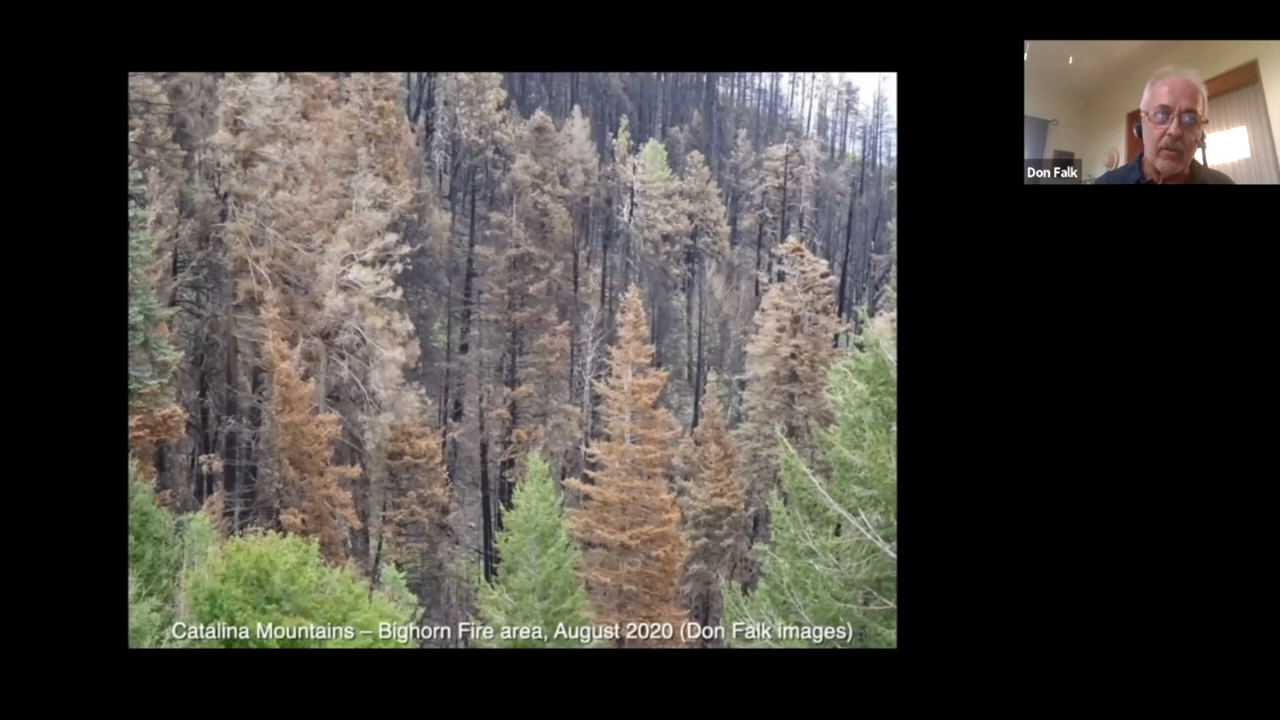 Don Falk
Catalina Mountains – Bighorn Fire area, August 2020 (Don Falk images)